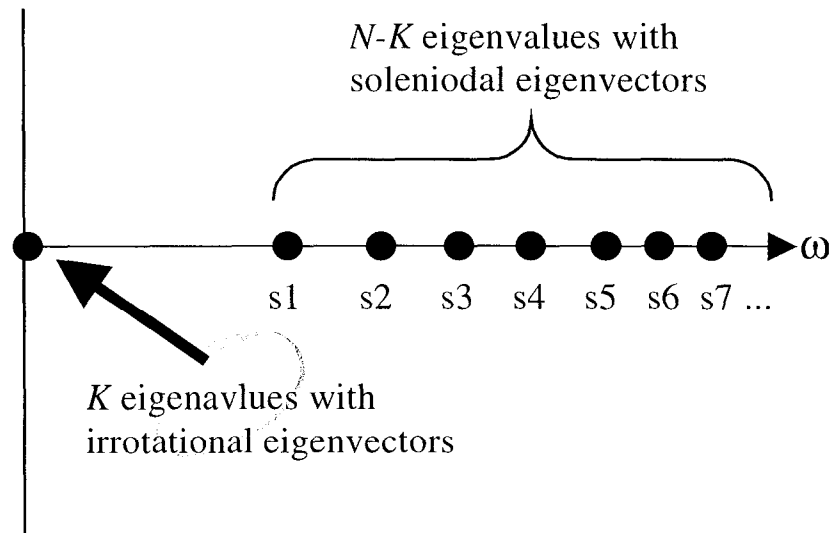 N-K eigenvalues with
soleniodal eigenvectors
ω
s1 s2 s3 s4 s5 s6 s7 ...
K eigenavlues with
irrotational eigenvectors